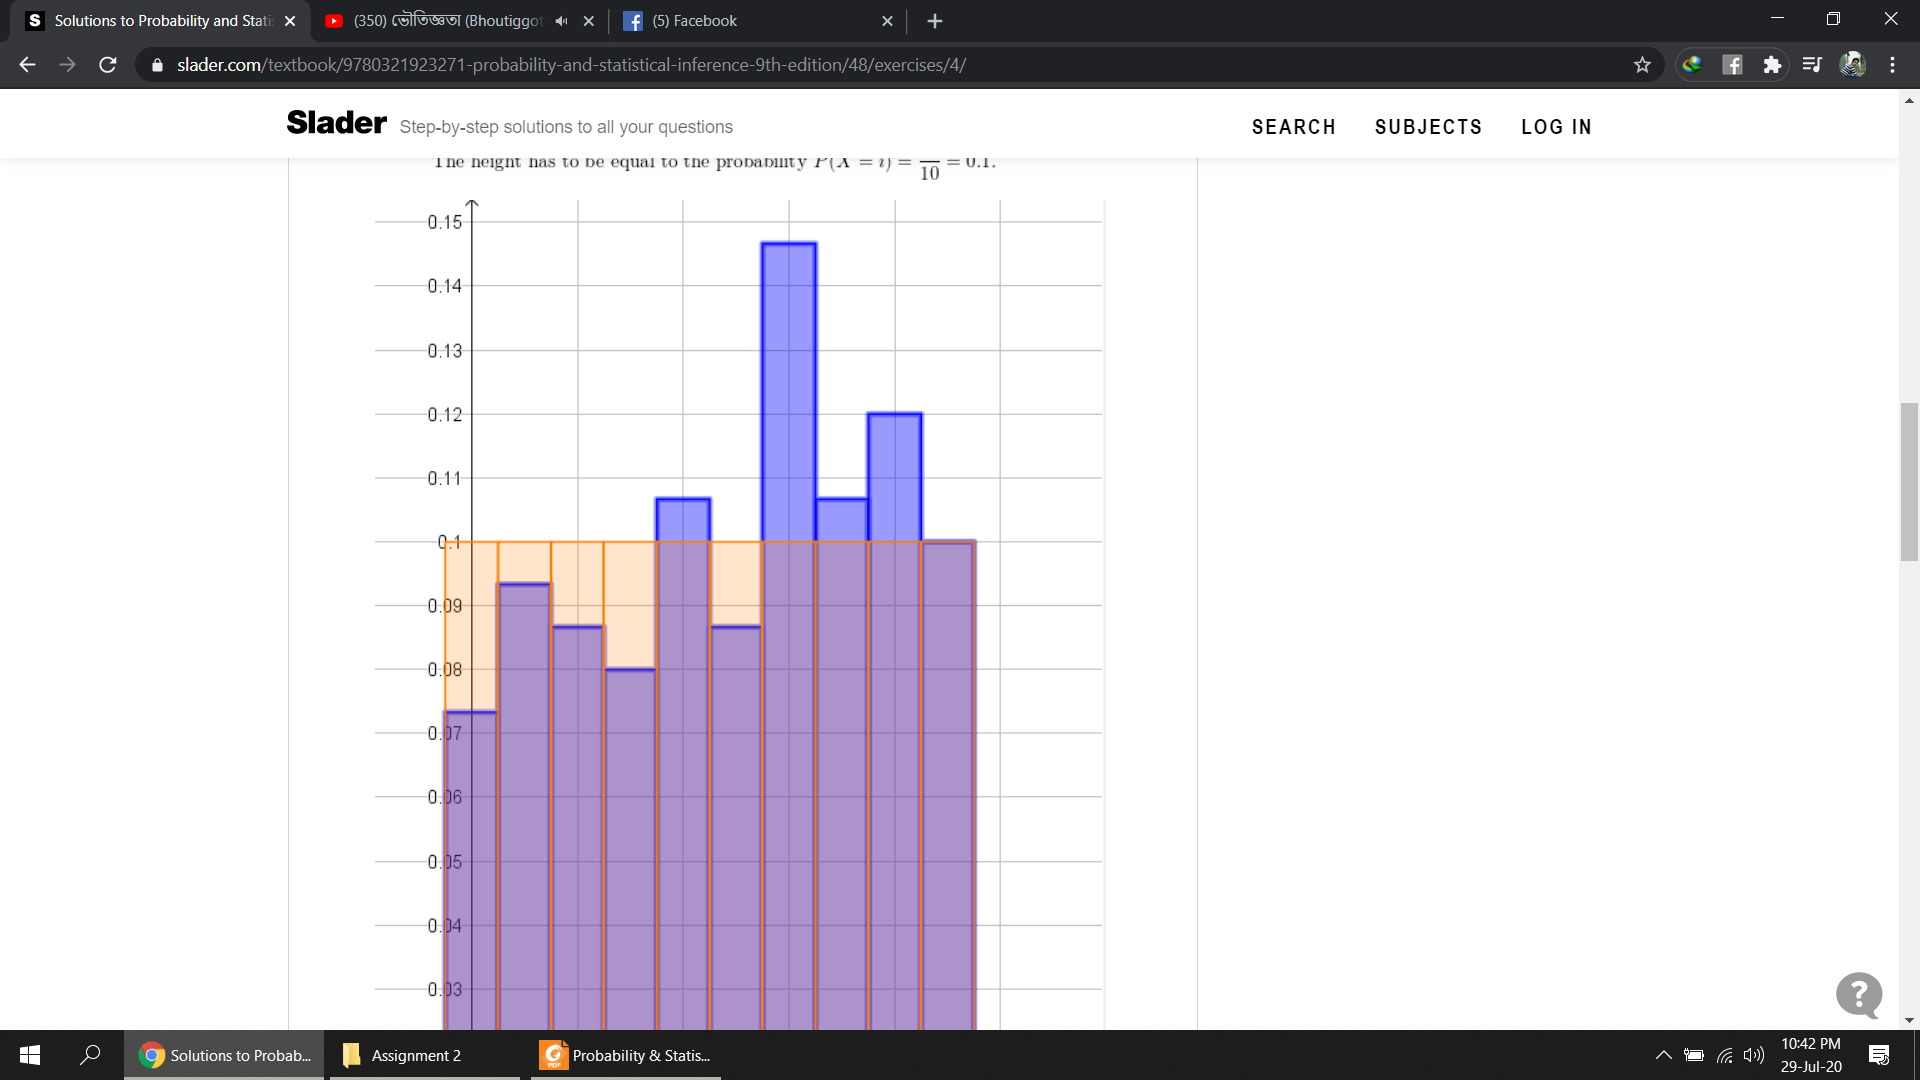 Solutions to Probability and Stati
(350) ভৌতিজ্ঞতা (Bhoutiggot
(5) Facebook
slader.com/textbook/9780321923271-probability-and-statistical-inference-9th-edition/48/exercises/4/
Slader Step-by-step solutions to all your questions
SEARCH SUBJECTS LOG IN
The height has to be equal to the probability P(X = i) = /10 = 0.1.
0.15
0.14
0.13
0.12
0.11
0.1
0.09
0.08
0.07
0.06
0.05
0.04
0.03
?
Solutions to Probab...
Assignment 2
Probability & Statis...
10:42 PM
29-Jul-20